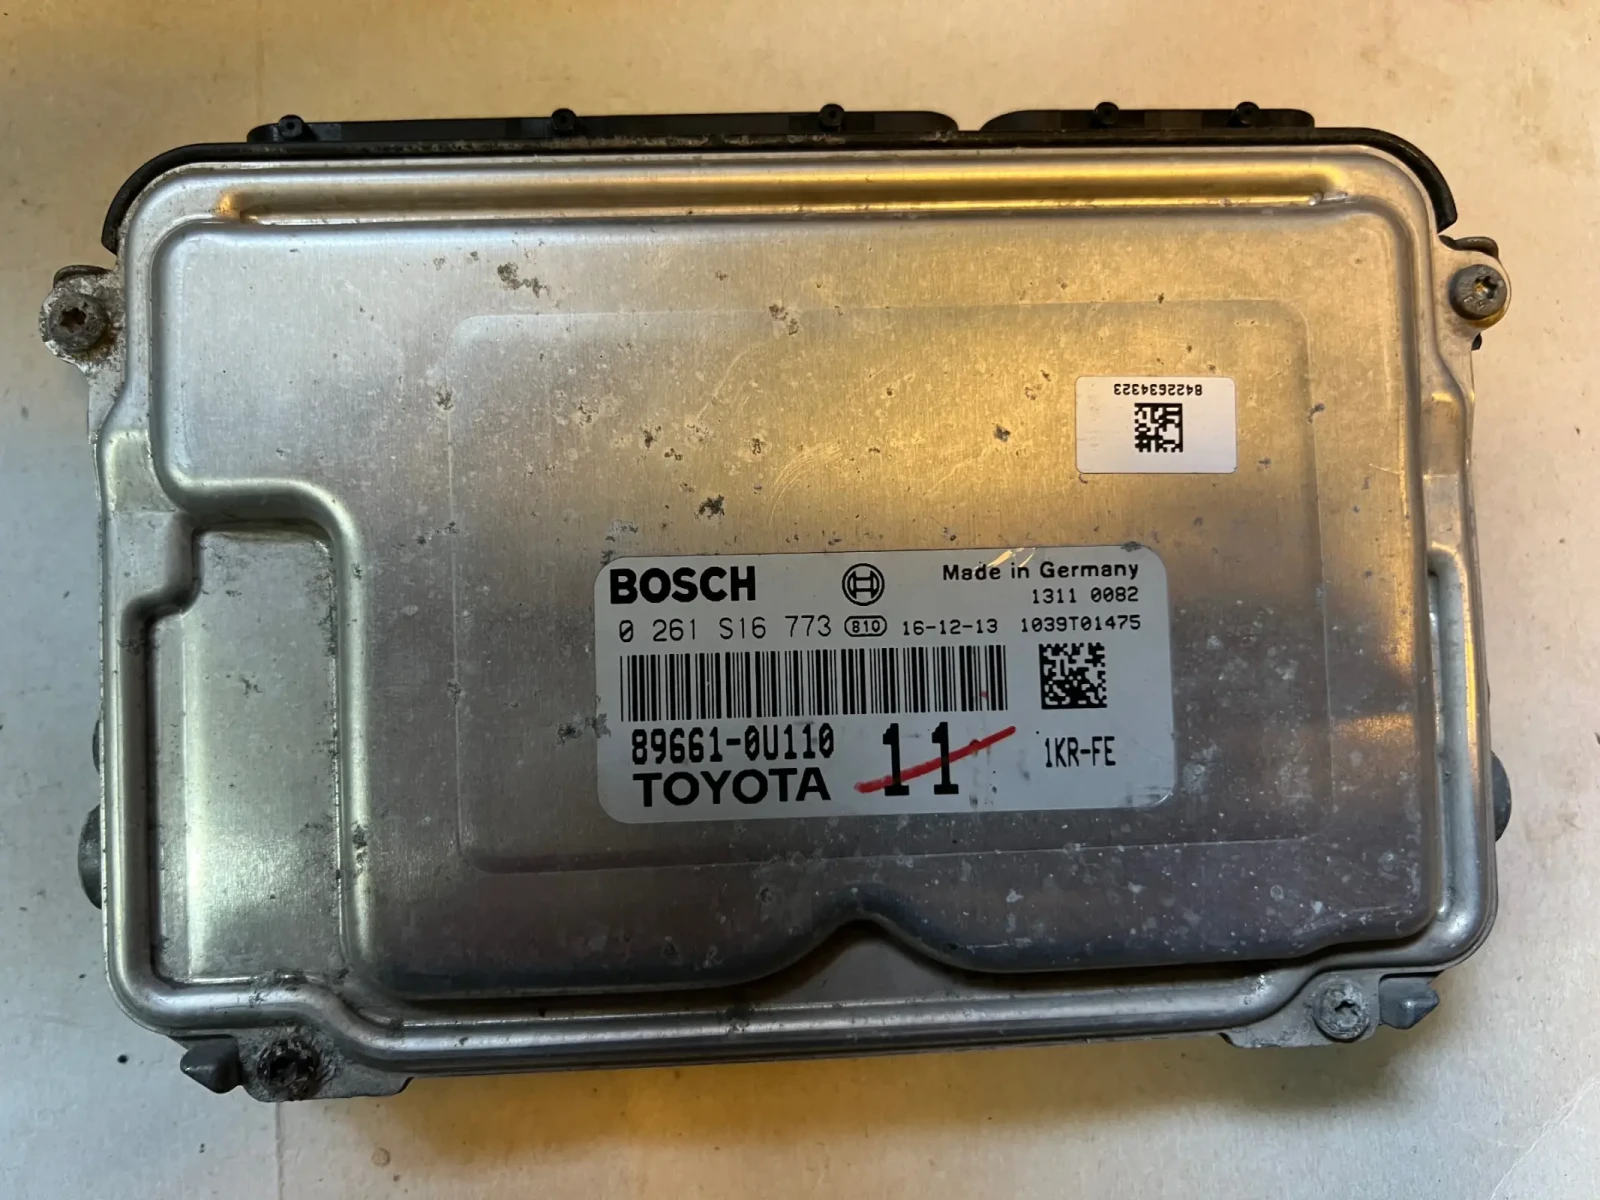 8422634323
BOSCH Made in Germany
1311 0082
0 261 S16 773 810 16-12-13 1039T01475
89661-0U110 11 1KR-FE
TOYOTA